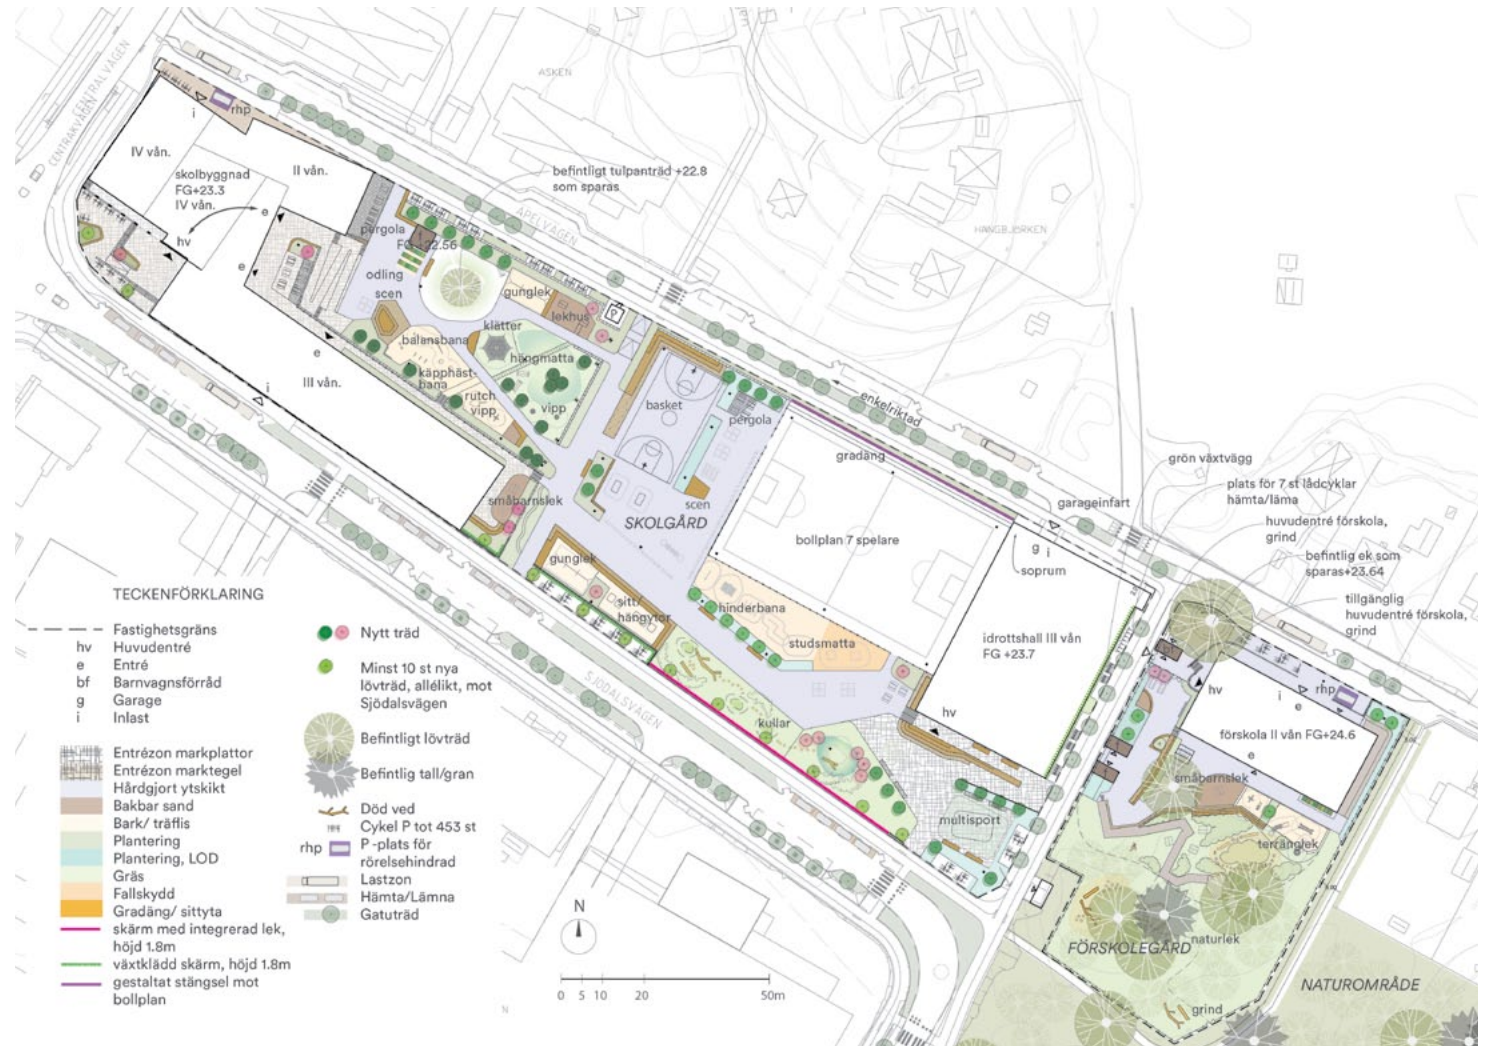 CENTRALVÄGEN
CENTRALVÄGEN
ASKEN
rhp
i
IV vån.
II vån.
skolbyggnad
FG+23.3
IV vån.
e
hv
e
befintligt tulpanträd +22.8
som sparas
APELVÄGEN
HÄNGBJÖRKEN
pergola
FG +22.56
odling
scen
gunglek
lekhus
klätter
balansbana
hängmatta
käpphäst-
bana
rutch
vipp
vipp
e
III vån.
i
basket
pergola
enkelriktad
gradäng
scen
småbarnslek
SKOLGÅRD
bollplan 7 spelare
grön växtvägg
plats för 7 st lådcyklar
hämta/läma
garageinfart
huvudentré förskola,
grind
g
i
soprum
befintlig ek som
sparas+23.64
tillgänglig
huvudentré förskola,
grind
gunglek
sitt/
hängytor
hinderbana
studsmatta
idrottshall III vån
FG +23.7
hv
kullar
SJÖDALSVÄGEN
multisport
hv
i
e
rhp
förskola II vån FG+24.6
e
småbarnslek
terränglek
naturlek
FÖRSKOLEGÅRD
NATUROMRÅDE
grind
TECKENFÖRKLARING
Fastighetsgräns
hv Huvudentré
e Entré
bf Barnvagnsförråd
g Garage
i Inlast
Entrézon markplattor
Entrézon marktegel
Hårdgjort ytskikt
Bakbar sand
Bark/ träflis
Plantering
Plantering, LOD
Gräs
Fallskydd
Gradäng/ sittyta
skärm med integrerad lek,
höjd 1.8m
växtklädd skärm, höjd 1.8m
gestaltat stängsel mot
bollplan
Nytt träd
Minst 10 st nya
lövträd, allélikt, mot
Sjödalsvägen
Befintligt lövträd
Befintlig tall/gran
Död ved
Cykel P tot 453 st
rhp P -plats för
rörelsehindrad
Lastzon
Hämta/Lämna
Gatuträd
N
0 5 10 20 50m